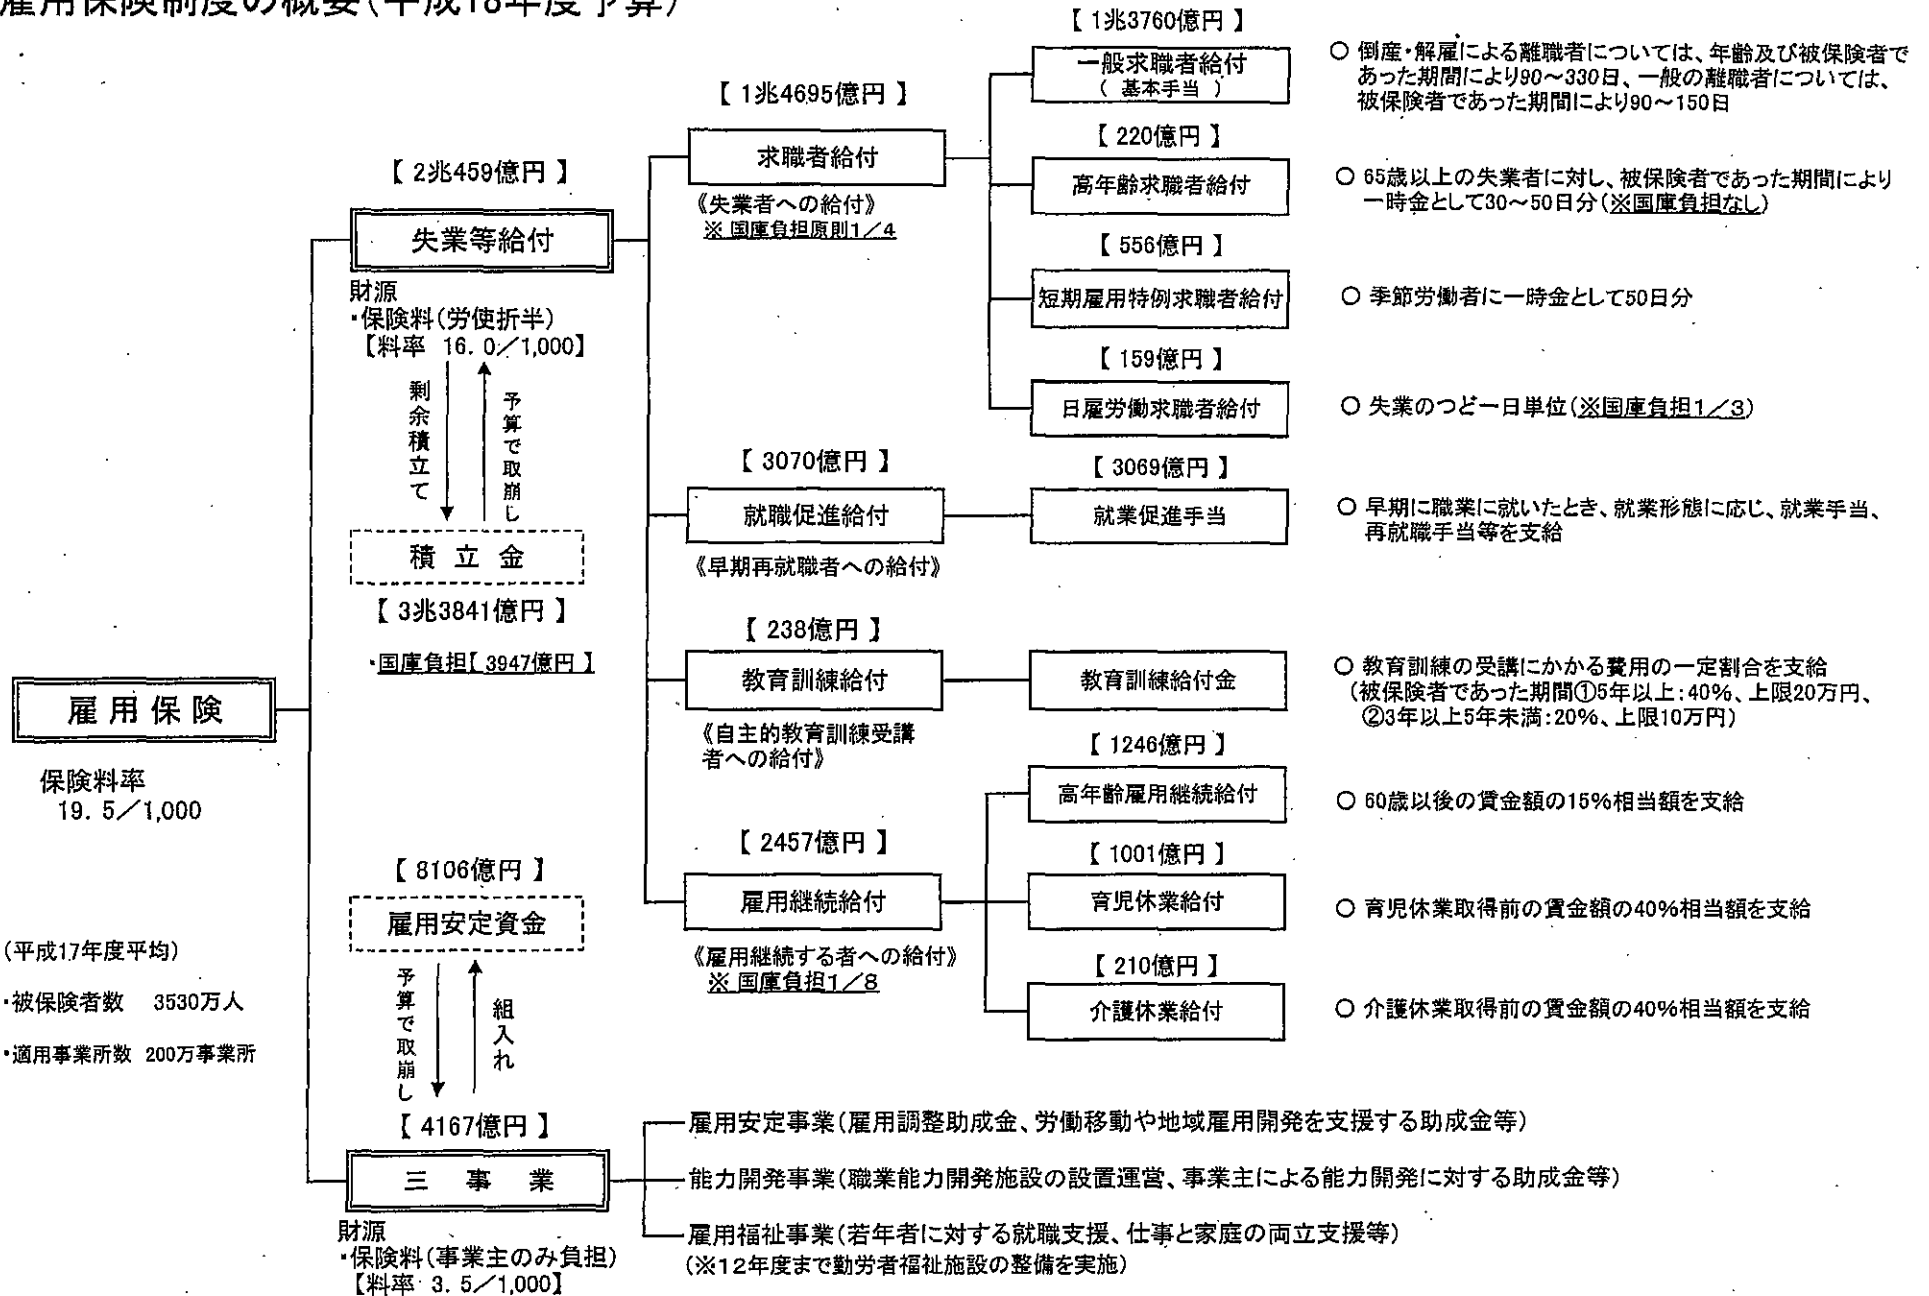 雇用保険制度の概要(平成18年度予算)
雇用保険
保険料率
19.5/1,000
(平成17年度平均)
・被保険者数 3530万人
・適用事業所数 200万事業所
【 2兆459億円 】
失業等給付
財源
・保険料(労使折半)
【料率 16.0/1,000】
剰余積立て
予算で取崩し
積立金
【 3兆3841億円 】
・国庫負担【 3947億円 】
【 8106億円 】
雇用安定資金
予算で取崩し
組入れ
【 4167億円 】
三事業
財源
・保険料(事業主のみ負担)
【料率 3.5/1,000】
【 1兆4695億円 】
求職者給付
《失業者への給付》
※ 国庫負担原則1/4
【 1兆3760億円 】
一般求職者給付
( 基本手当 )
○ 倒産・解雇による離職者については、年齢及び被保険者で
あった期間により90~330日、一般の離職者については、
被保険者であった期間により90~150日
【 220億円 】
高年齢求職者給付
○ 65歳以上の失業者に対し、被保険者であった期間により
一時金として30~50日分(※国庫負担なし)
【 556億円 】
短期雇用特例求職者給付
○ 季節労働者に一時金として50日分
【 159億円 】
日雇労働求職者給付
○ 失業のつど一日単位(※国庫負担1/3)
【 3070億円 】
就職促進給付
《早期再就職者への給付》
【 3069億円 】
就業促進手当
○ 早期に職業に就いたとき、就業形態に応じ、就業手当、
再就職手当等を支給
【 238億円 】
教育訓練給付
《自主的教育訓練受講
者への給付》
教育訓練給付金
○ 教育訓練の受講にかかる費用の一定割合を支給
(被保険者であった期間①5年以上:40%、上限20万円、
②3年以上5年未満:20%、上限10万円)
【 2457億円 】
雇用継続給付
《雇用継続する者への給付》
※ 国庫負担1/8
【 1246億円 】
高年齢雇用継続給付
○ 60歳以後の賃金額の15%相当額を支給
【 1001億円 】
育児休業給付
○ 育児休業取得前の賃金額の40%相当額を支給
【 210億円 】
介護休業給付
○ 介護休業取得前の賃金額の40%相当額を支給
雇用安定事業(雇用調整助成金、労働移動や地域雇用開発を支援する助成金等)
能力開発事業(職業能力開発施設の設置運営、事業主による能力開発に対する助成金等)
雇用福祉事業(若年者に対する就職支援、仕事と家庭の両立支援等)
(※12年度まで勤労者福祉施設の整備を実施)